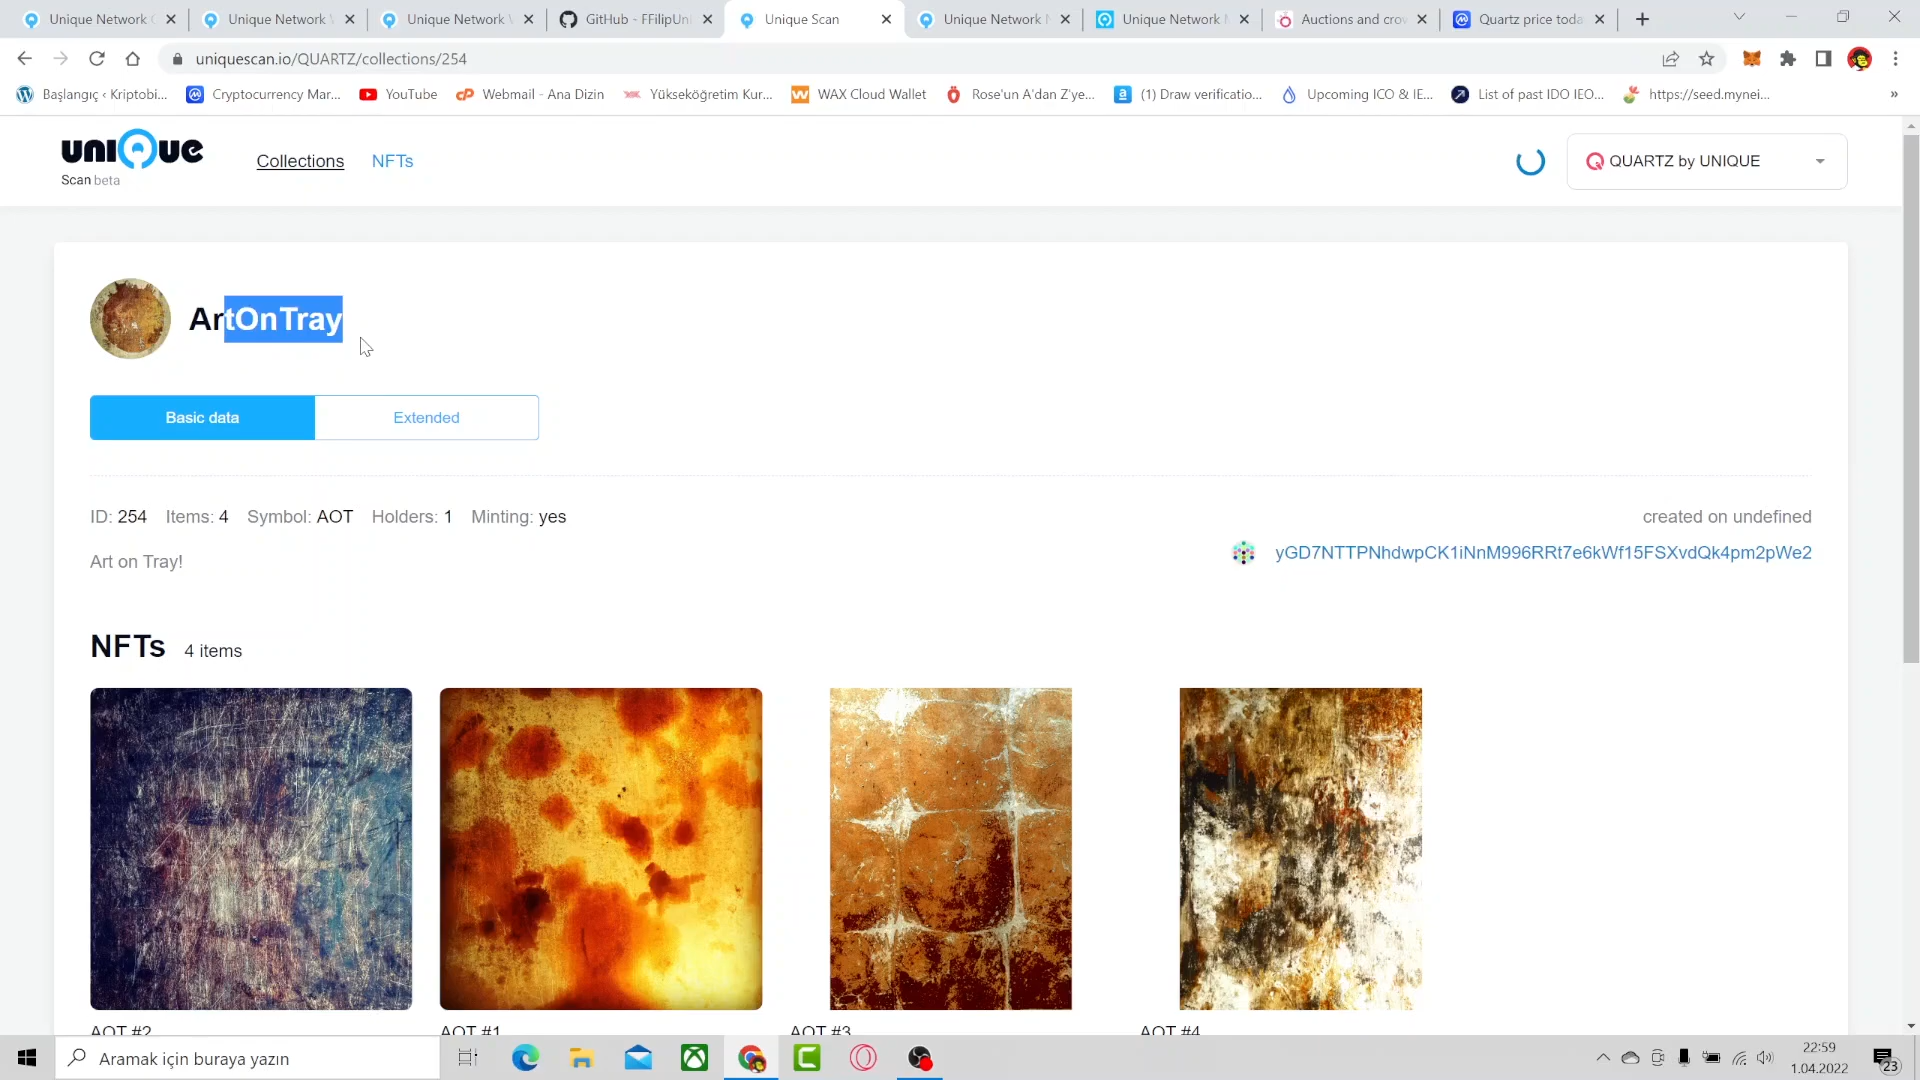 Unique Network
Unique Network
Unique Network
GitHub - FFilipUni
Unique Scan
Unique Network
Unique Network
Auctions and crow
Quartz price toda
uniquescan.io/QUARTZ/collections/254
Başlangıç ‹ Kriptobi...
Cryptocurrency Mar...
YouTube
Webmail - Ana Dizin
Yükseköğretim Kur...
WAX Cloud Wallet
Rose'un A'dan Z'ye...
(1) Draw verificatio...
Upcoming ICO & IE...
List of past IDO IEO...
https://seed.mynei...
»
unique
Scan beta
Collections
NFTs
QUARTZ by UNIQUE
ArtOnTray
Basic data
Extended
ID: 254 Items: 4 Symbol: AOT Holders: 1 Minting: yes
created on undefined
Art on Tray!
yGD7NTTPNhdwpCK1iNnM996RRt7e6kWf15FSXvdQk4pm2pWe2
NFTs 4 items
AOT #2
AOT #1
AOT #3
AOT #4
Aramak için buraya yazın
22:59
1.04.2022
23